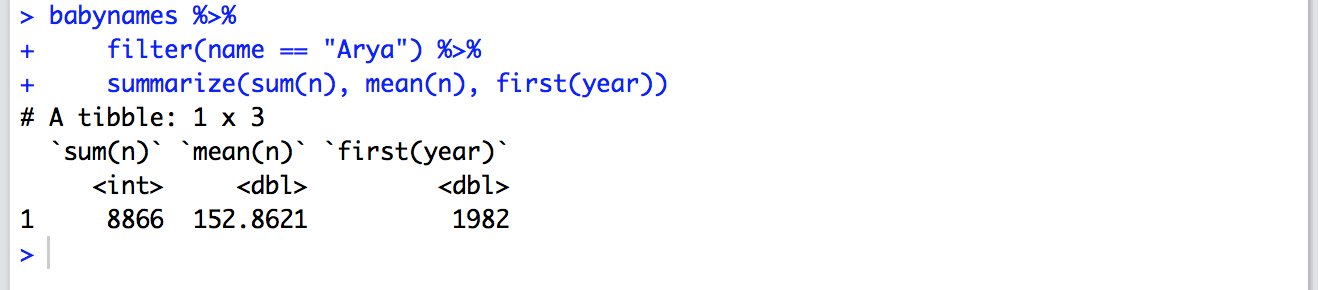 > babynames %>%
+     filter(name == "Arya") %>%
+     summarize(sum(n), mean(n), first(year))
# A tibble: 1 x 3
  `sum(n)` `mean(n)` `first(year)`
     <int>     <dbl>         <dbl>
1     8866  152.8621          1982
>